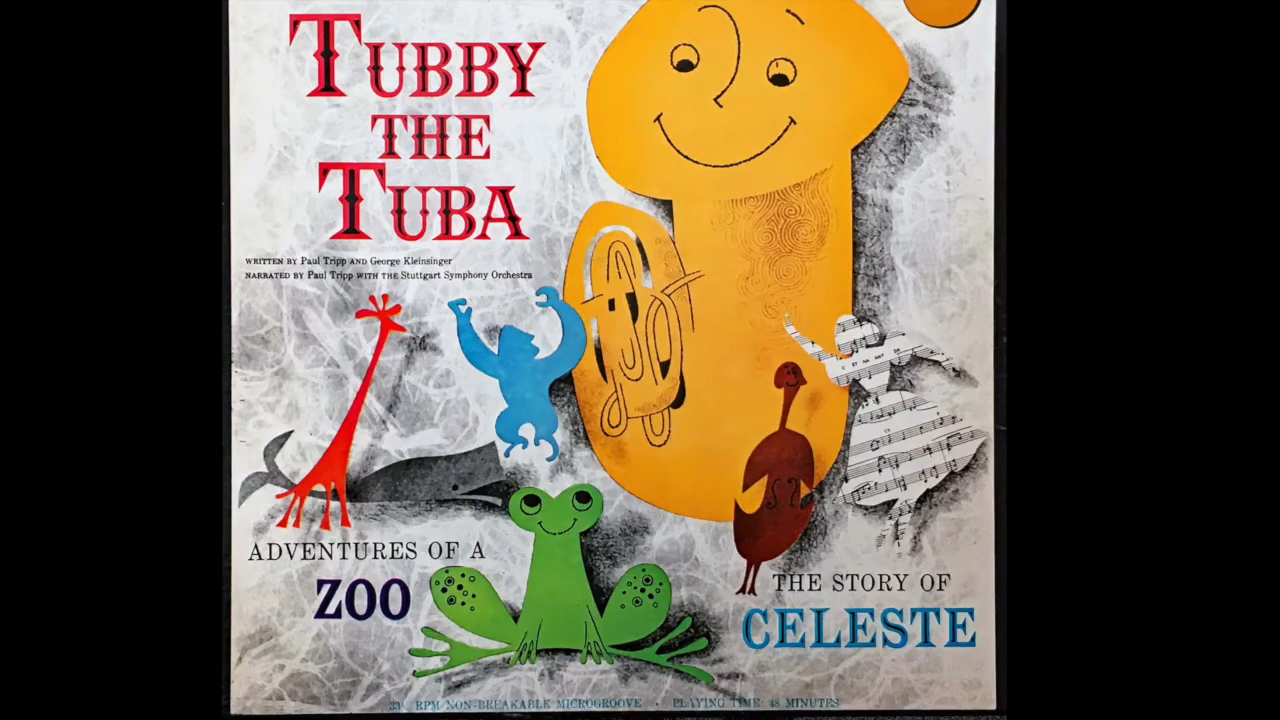 TUBBY
THE
TUBA
WRITTEN BY Paul Tripp AND George Kleinsinger
NARRATED BY Paul Tripp WITH THE Stuttgart Symphony Orchestra
ADVENTURES OF A
ZOO
THE STORY OF
CELESTE
RPM NON-BREAKABLE MICROGROOVE • PLAYING TIME: 48 MINUTES